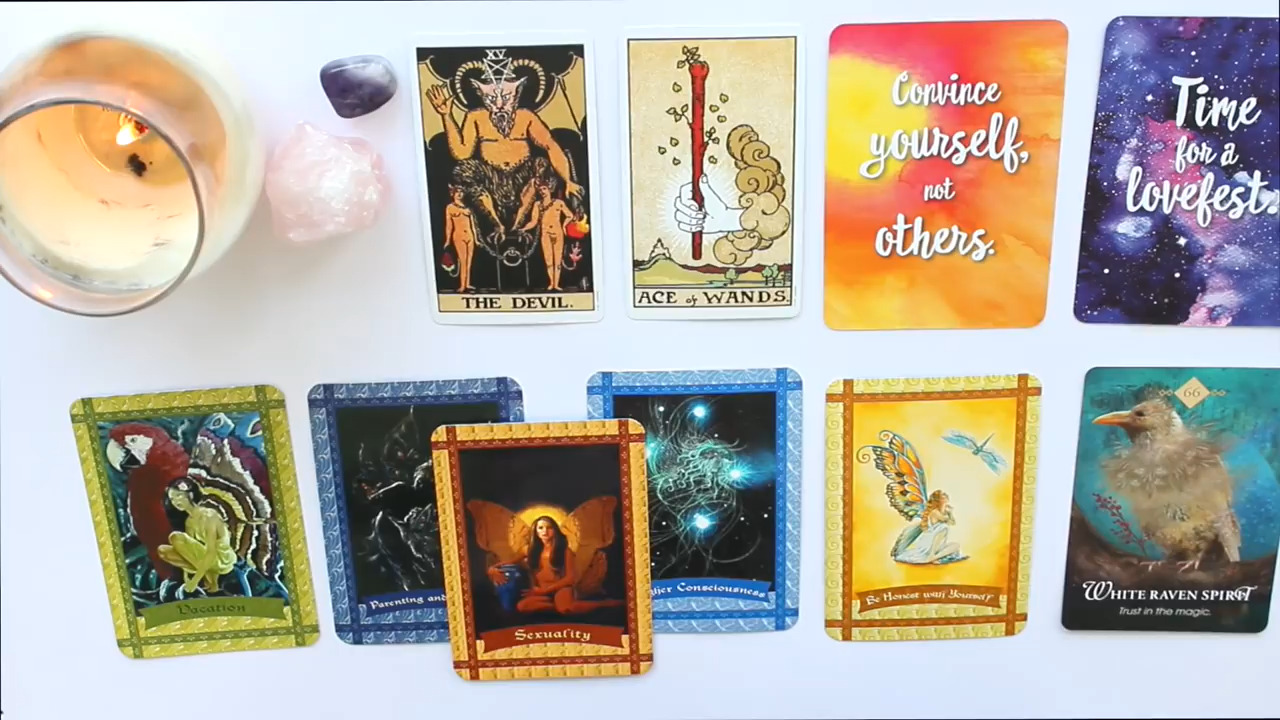 XV
THE DEVIL.
ACE of WANDS.
Convince
yourself,
not
others.
Time
for a
lovefest.
Vacation
Parenting and
Sexuality
Consciousness
Be Honest with Yourself
66
WHITE RAVEN SPIRIT
Trust in the magic.